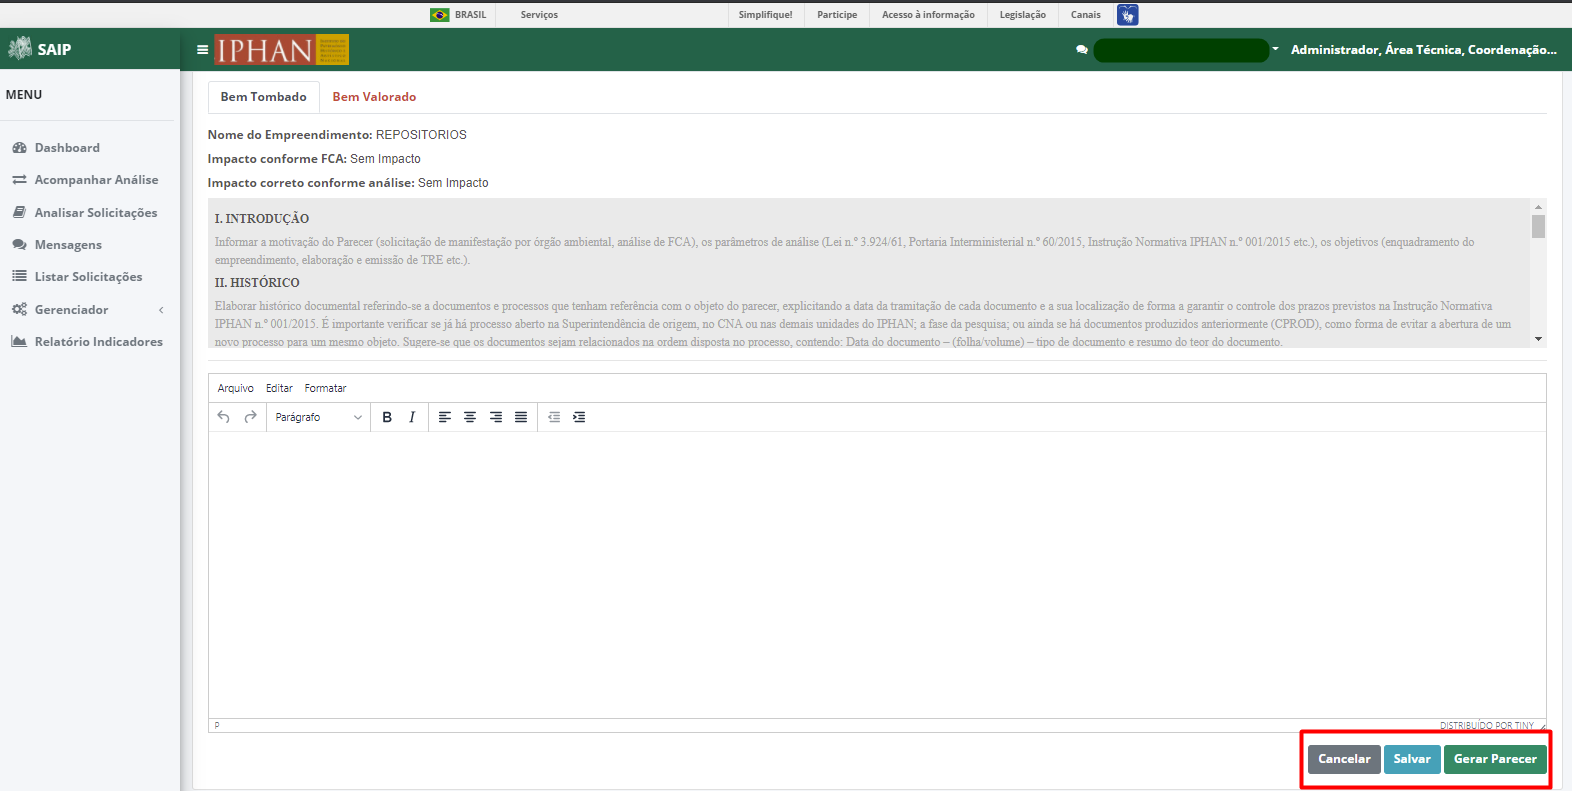 BRASIL Serviços Simplifique! Participe Acesso à informação Legislação Canais
SAIP
IPHAN
Administrador, Área Técnica, Coordenação...
MENU
Dashboard
Acompanhar Análise
Analisar Solicitações
Mensagens
Listar Solicitações
Gerenciador
Relatório Indicadores
Bem Tombado Bem Valorado
Nome do Empreendimento: REPOSITORIOS
Impacto conforme FCA: Sem Impacto
Impacto correto conforme análise: Sem Impacto
I. INTRODUÇÃO
Informar a motivação do Parecer (solicitação de manifestação por órgão ambiental, análise de FCA), os parâmetros de análise (Lei n.º 3.924/61, Portaria Interministerial n.º 60/2015, Instrução Normativa IPHAN n.º 001/2015 etc.), os objetivos (enquadramento do
empreendimento, elaboração e emissão de TRE etc.).
II. HISTÓRICO
Elaborar histórico documental referindo-se a documentos e processos que tenham referência com o objeto do parecer, explicitando a data da tramitação de cada documento e a sua localização de forma a garantir o controle dos prazos previstos na Instrução Normativa
IPHAN n.º 001/2015. É importante verificar se já há processo aberto na Superintendência de origem, no CNA ou nas demais unidades do IPHAN; a fase da pesquisa; ou ainda se há documentos produzidos anteriormente (CPROD), como forma de evitar a abertura de um
novo processo para um mesmo objeto. Sugere-se que os documentos sejam relacionados na ordem disposta no processo, contendo: Data do documento – (folha/volume) – tipo de documento e resumo do teor do documento.
Arquivo Editar Formatar
Parágrafo B I
P DISTRIBUÍDO POR TINY
Cancelar Salvar Gerar Parecer